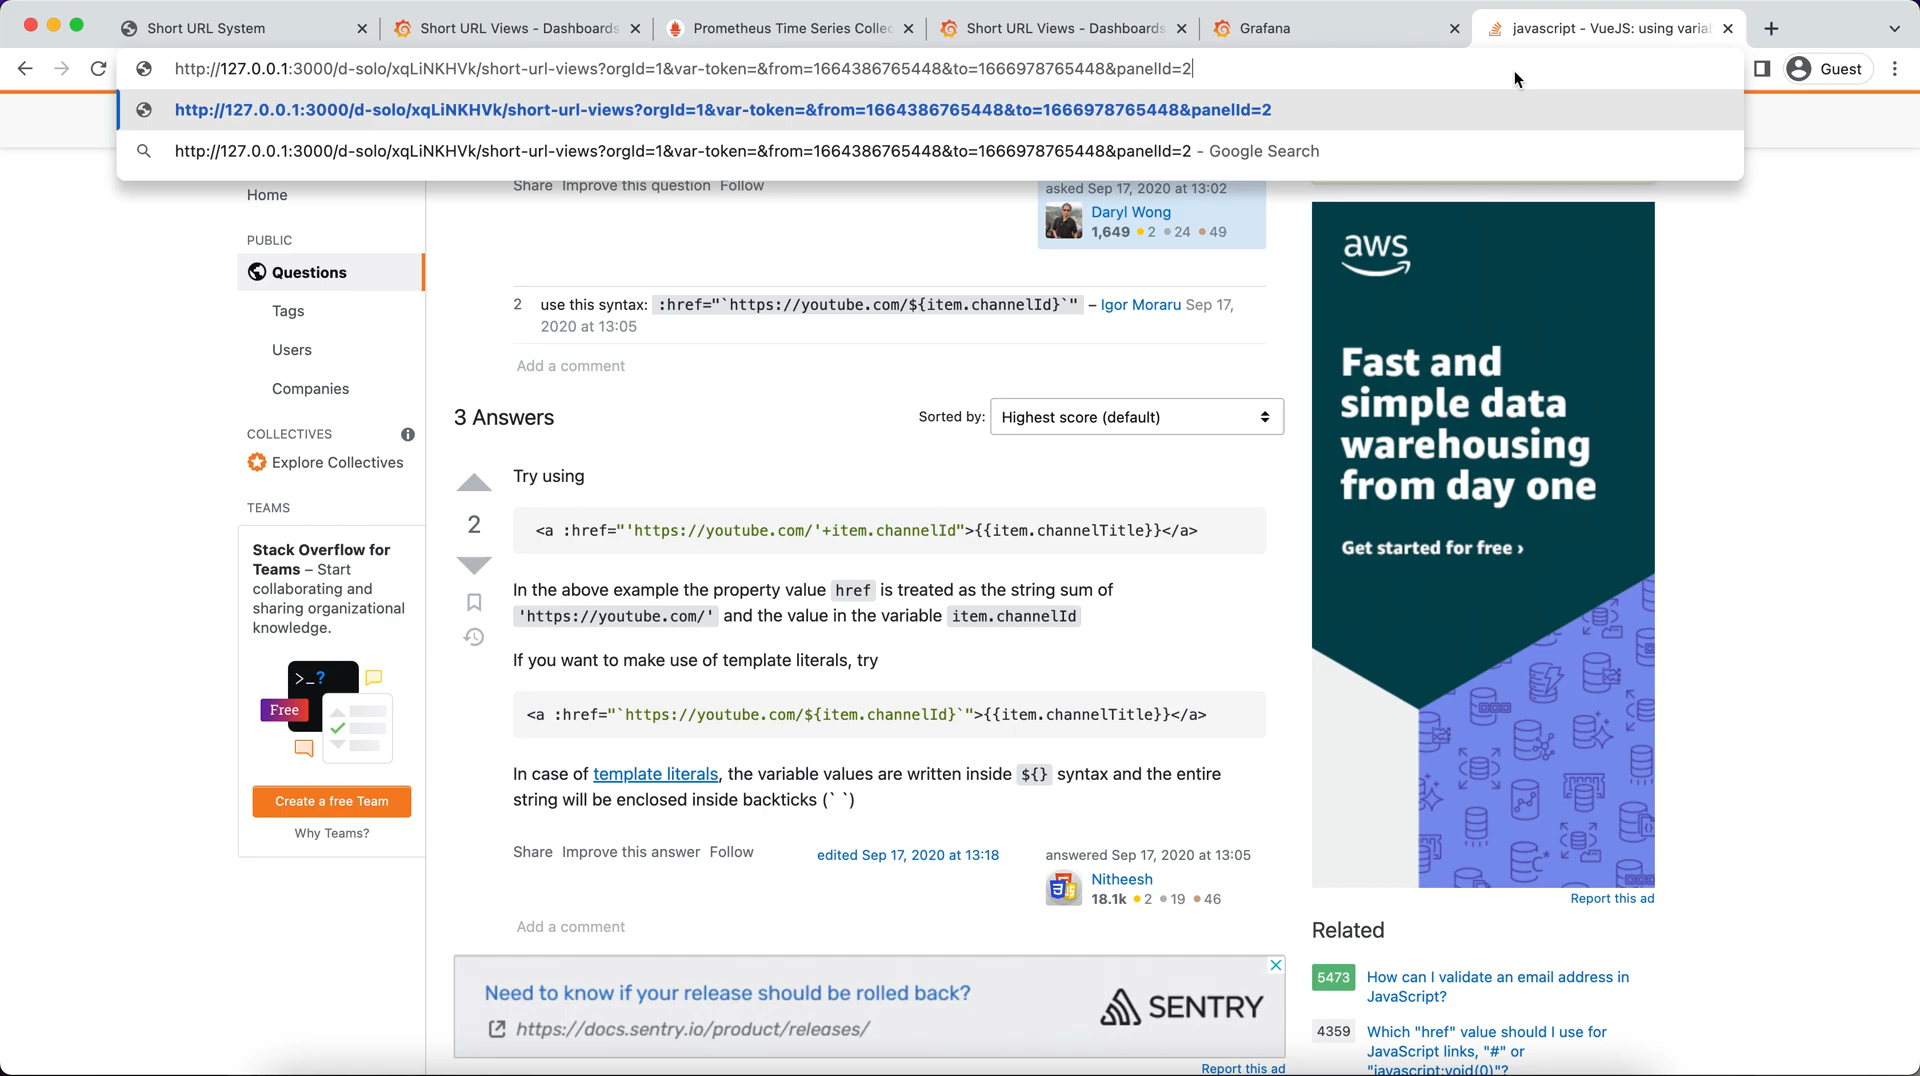 Short URL System
Short URL Views - Dashboards
Prometheus Time Series Collec
Short URL Views - Dashboards
Grafana
javascript - VueJS: using varia
http://127.0.0.1:3000/d-solo/xqLiNKHVk/short-url-views?orgId=1&var-token=&from=1664386765448&to=1666978765448&panelId=2
Guest
http://127.0.0.1:3000/d-solo/xqLiNKHVk/short-url-views?orgId=1&var-token=&from=1664386765448&to=1666978765448&panelId=2
http://127.0.0.1:3000/d-solo/xqLiNKHVk/short-url-views?orgId=1&var-token=&from=1664386765448&to=1666978765448&panelId=2 - Google Search
Home
PUBLIC
Questions
Tags
Users
Companies
COLLECTIVES
Explore Collectives
TEAMS
Stack Overflow for
Teams – Start
collaborating and
sharing organizational
knowledge.
>_?
Free
Create a free Team
Why Teams?
Share Improve this question Follow
asked Sep 17, 2020 at 13:02
Daryl Wong
1,649 2 24 49
2 use this syntax: :href="`https://youtube.com/${item.channelId}`" – Igor Moraru Sep 17,
2020 at 13:05
Add a comment
3 Answers
Sorted by: Highest score (default)
Try using
2
<a :href="'https://youtube.com/'+item.channelId">{{item.channelTitle}}</a>
In the above example the property value href is treated as the string sum of
'https://youtube.com/' and the value in the variable item.channelId
If you want to make use of template literals, try
<a :href="`https://youtube.com/${item.channelId}`">{{item.channelTitle}}</a>
In case of template literals, the variable values are written inside ${} syntax and the entire
string will be enclosed inside backticks (` `)
Share Improve this answer Follow
edited Sep 17, 2020 at 13:18
answered Sep 17, 2020 at 13:05
Nitheesh
18.1k 2 19 46
Add a comment
Need to know if your release should be rolled back?
https://docs.sentry.io/product/releases/
SENTRY
Report this ad
aws
Fast and
simple data
warehousing
from day one
Get started for free ›
Report this ad
Related
5473 How can I validate an email address in
JavaScript?
4359 Which "href" value should I use for
JavaScript links, "#" or
"javascript:void(0)"?